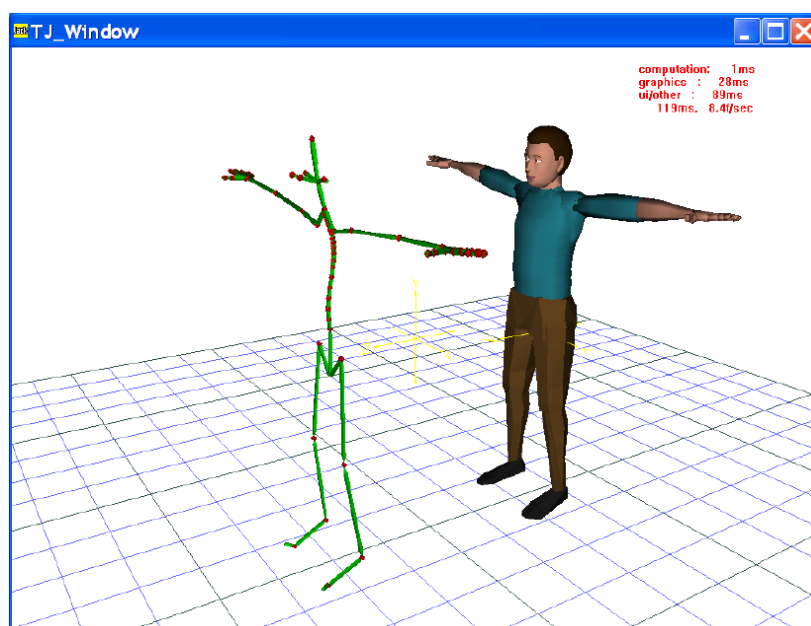 TJ_Window
computation: 1ms
graphics : 28ms
ui/other : 89ms
119ms, 8.4f/sec